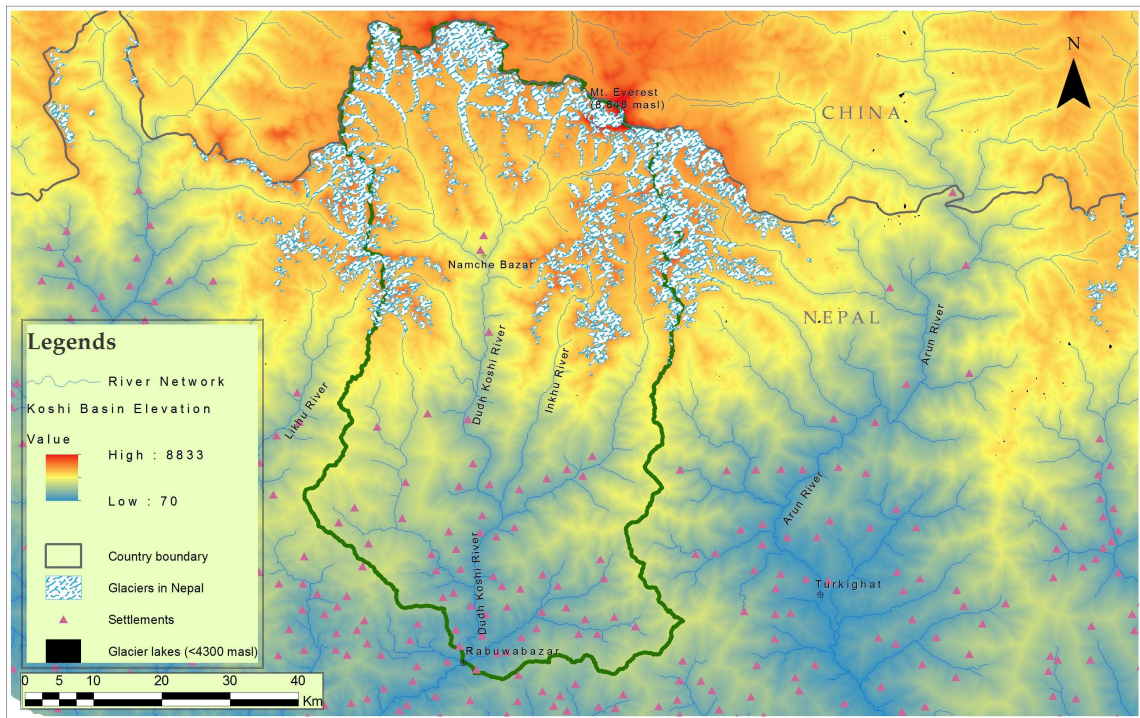 N
Mt. Everest
(8,848 masl)
CHINA
Namche Bazar
NEPAL
Arun River
Dudh Koshi River
Inkhu River
Likhu River
Arun River
Dudh Koshi River
Turkighat
Rabuwabazar
Legends
River Network
Koshi Basin Elevation
Value
High : 8833
Low : 70
Country boundary
Glaciers in Nepal
Settlements
Glacier lakes (<4300 masl)
0 5 10 20 30 40
Km